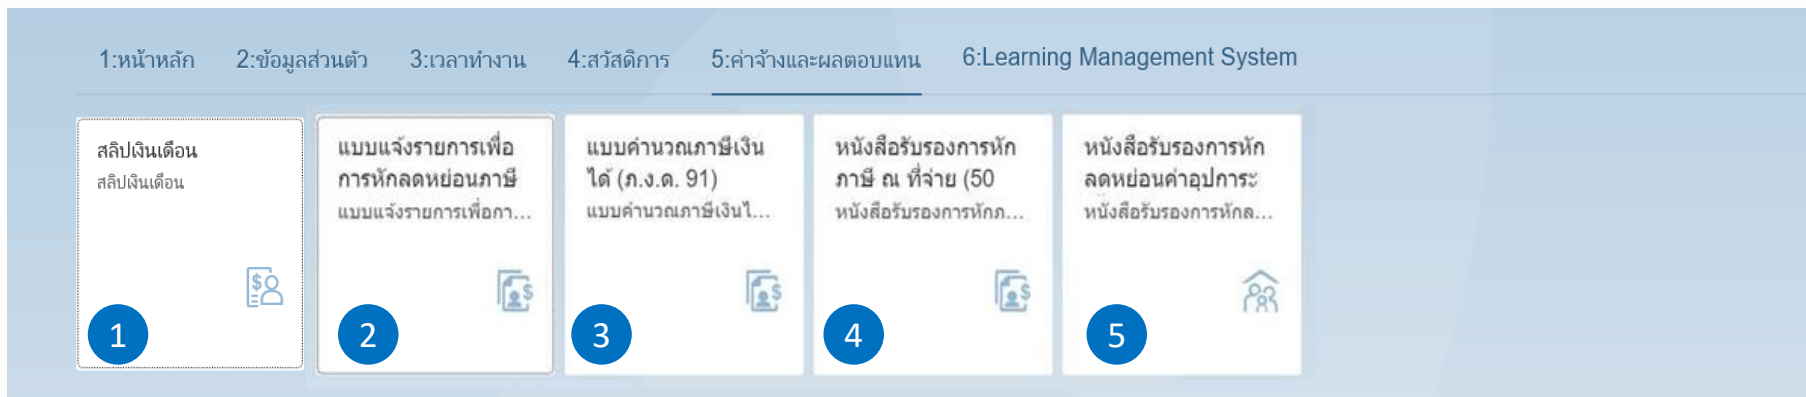 1:หน้าหลัก 2:ข้อมูลส่วนตัว 3:เวลาทำงาน 4:สวัสดิการ 5:ค่าจ้างและผลตอบแทน 6:Learning Management System
สลิปเงินเดือน
สลิปเงินเดือน
1
แบบแจ้งรายการเพื่อ
การหักลดหย่อนภาษี
แบบแจ้งรายการเพื่อกา...
2
แบบคำนวณภาษีเงิน
ได้ (ภ.ง.ด. 91)
แบบคำนวณภาษีเงินไ...
3
หนังสือรับรองการหัก
ภาษี ณ ที่จ่าย (50
หนังสือรับรองการหักภ...
4
หนังสือรับรองการหัก
ลดหย่อนค่าอุปการะ
หนังสือรับรองการหักล...
5